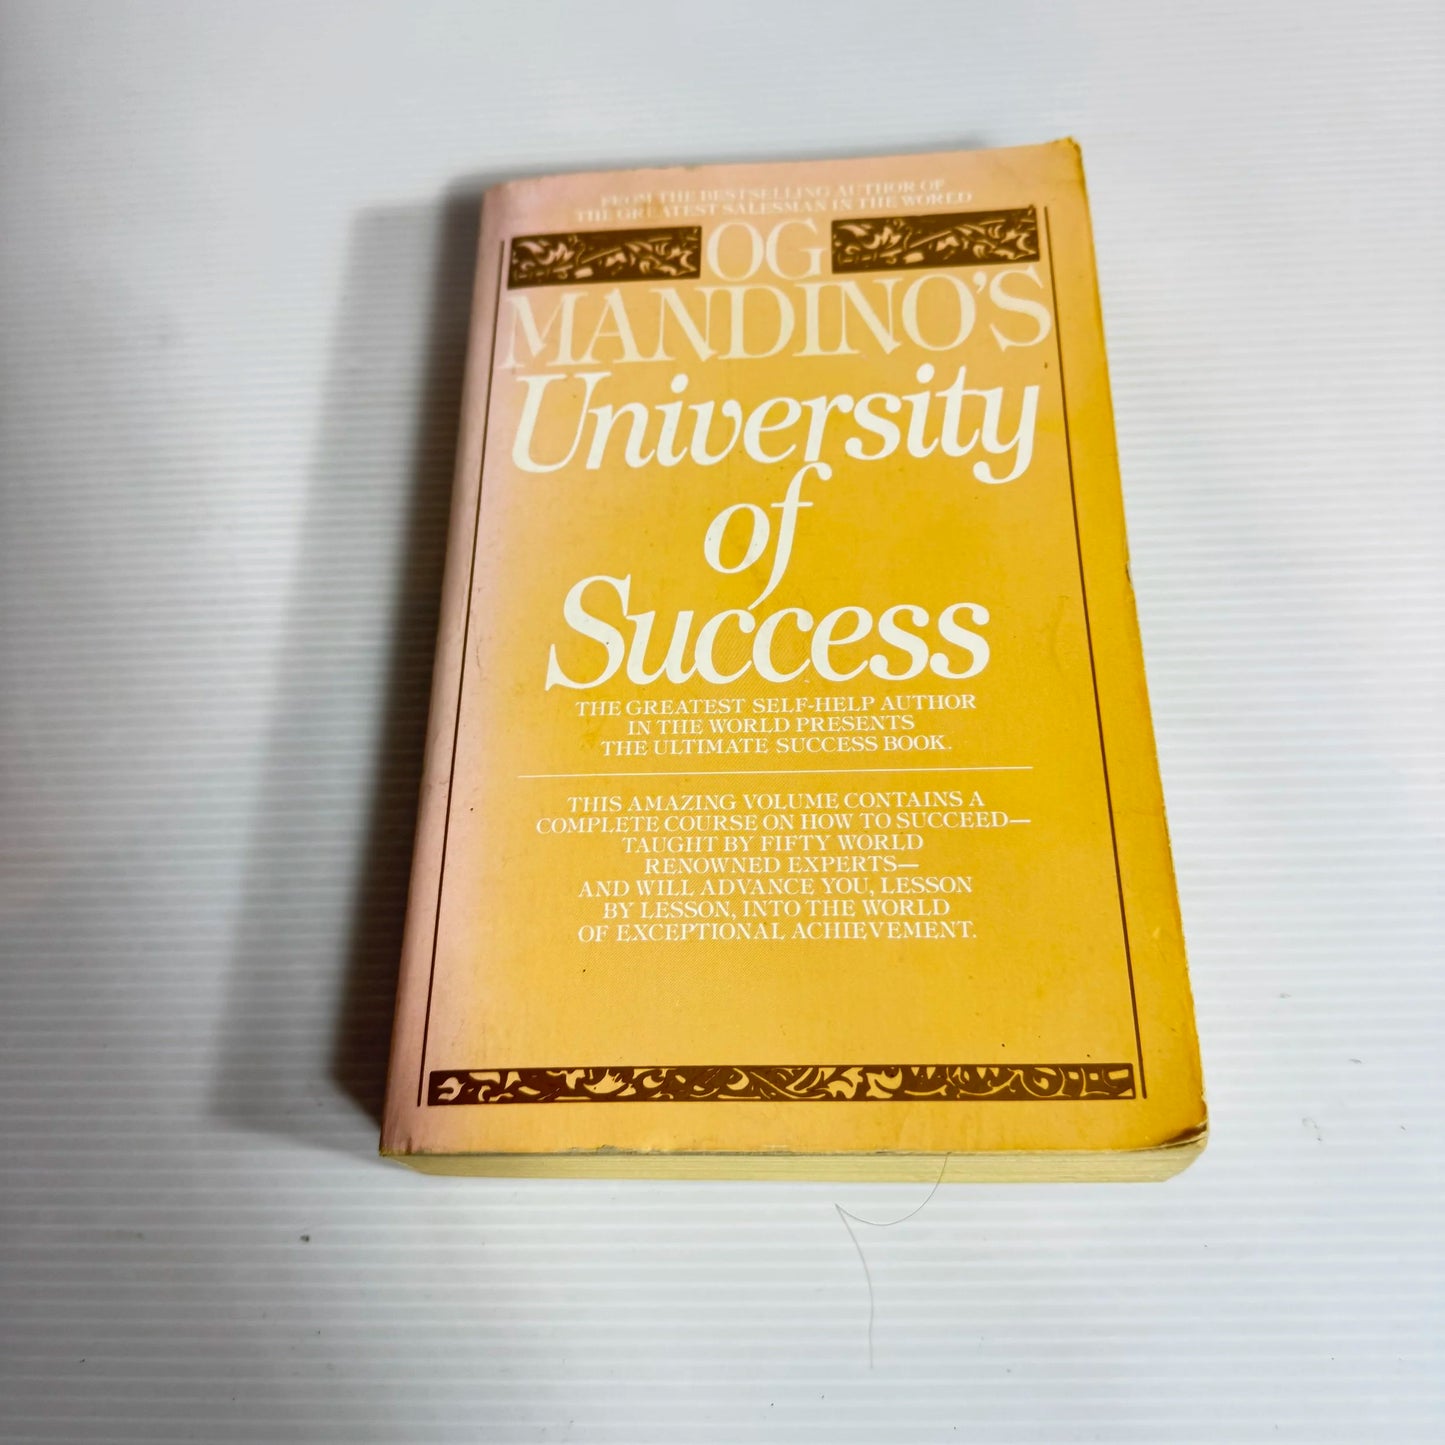 FROM THE BESTSELLING AUTHOR OF
THE GREATEST SALESMAN IN THE WORLD
OG
MANDINO'S
University
of
Success
THE GREATEST SELF-HELP AUTHOR
IN THE WORLD PRESENTS
THE ULTIMATE SUCCESS BOOK.
THIS AMAZING VOLUME CONTAINS A
COMPLETE COURSE ON HOW TO SUCCEED—
TAUGHT BY FIFTY WORLD
RENOWNED EXPERTS—
AND WILL ADVANCE YOU, LESSON
BY LESSON, INTO THE WORLD
OF EXCEPTIONAL ACHIEVEMENT.